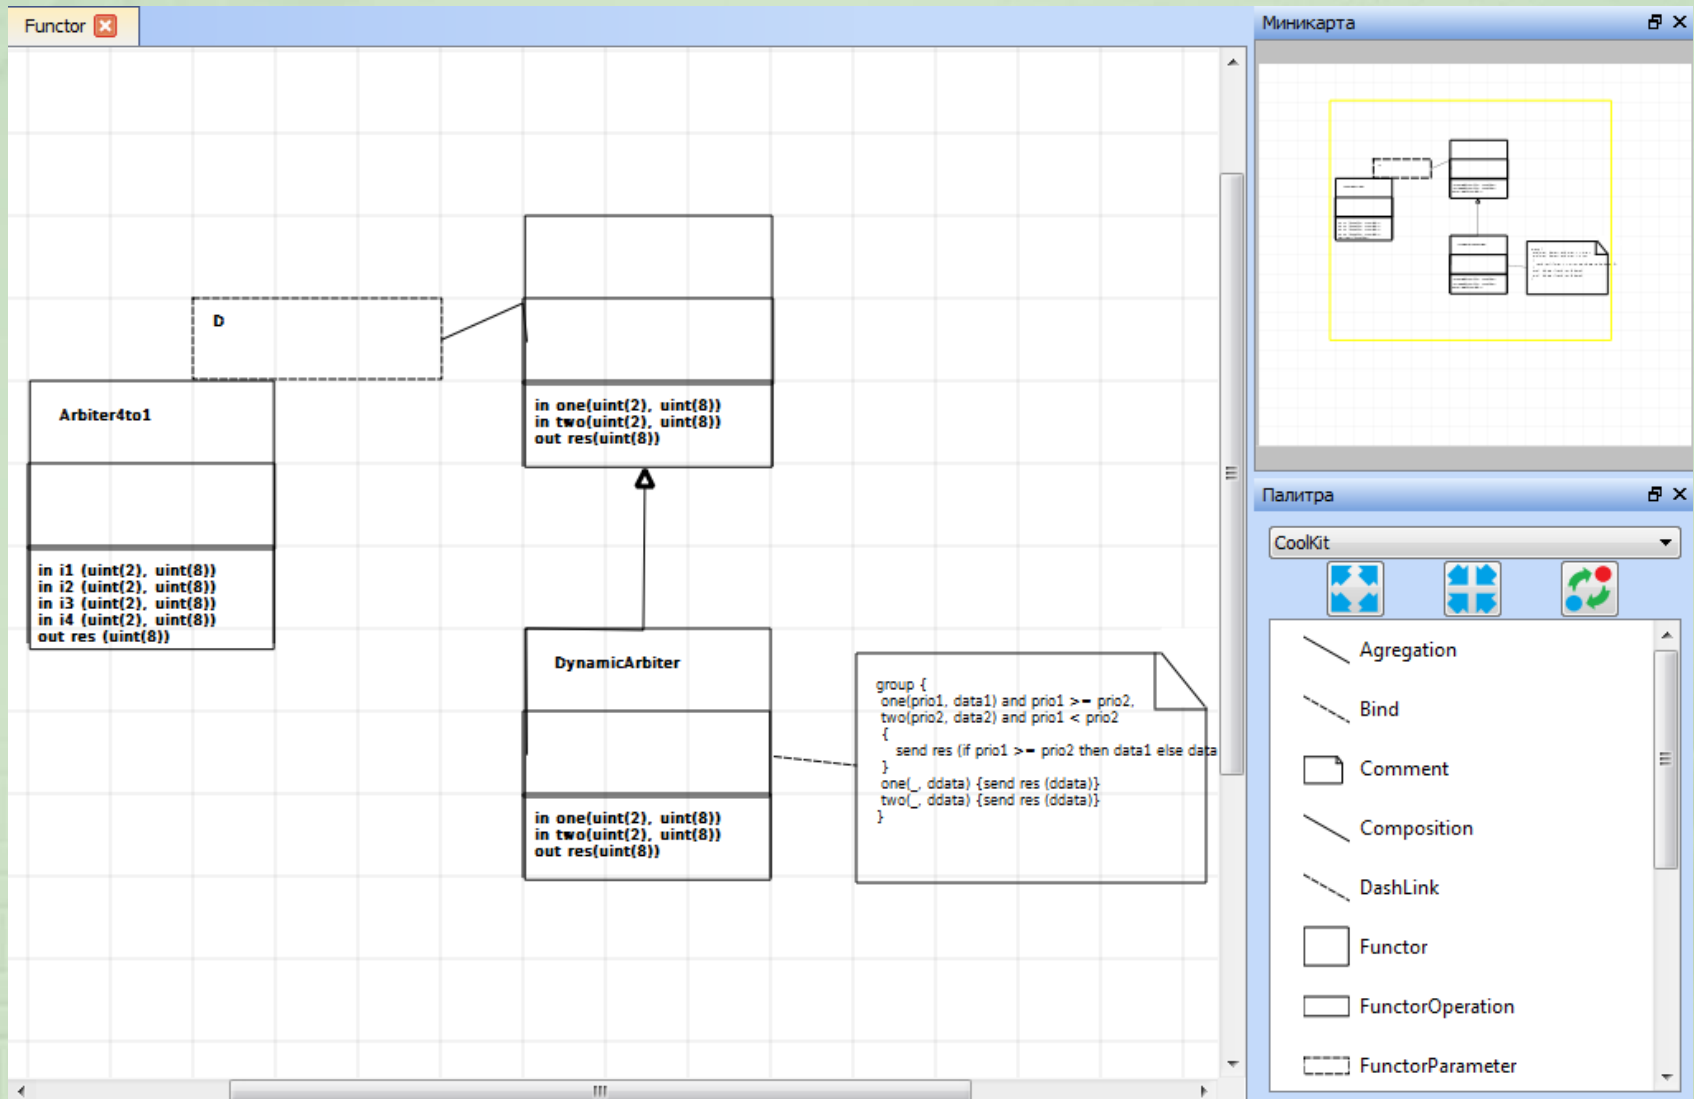 Functor
D
in one(uint(2), uint(8))
in two(uint(2), uint(8))
out res(uint(8))
Arbiter4to1
in i1 (uint(2), uint(8))
in i2 (uint(2), uint(8))
in i3 (uint(2), uint(8))
in i4 (uint(2), uint(8))
out res (uint(8))
DynamicArbiter
in one(uint(2), uint(8))
in two(uint(2), uint(8))
out res(uint(8))
group {
one(prio1, data1) and prio1 >= prio2,
two(prio2, data2) and prio1 < prio2
{
send res (if prio1 >= prio2 then data1 else data
}
one(_, ddata) {send res (ddata)}
two(_, ddata) {send res (ddata)}
}
Миникарта
Палитра
CoolKit
Agregation
Bind
Comment
Composition
DashLink
Functor
FunctorOperation
FunctorParameter